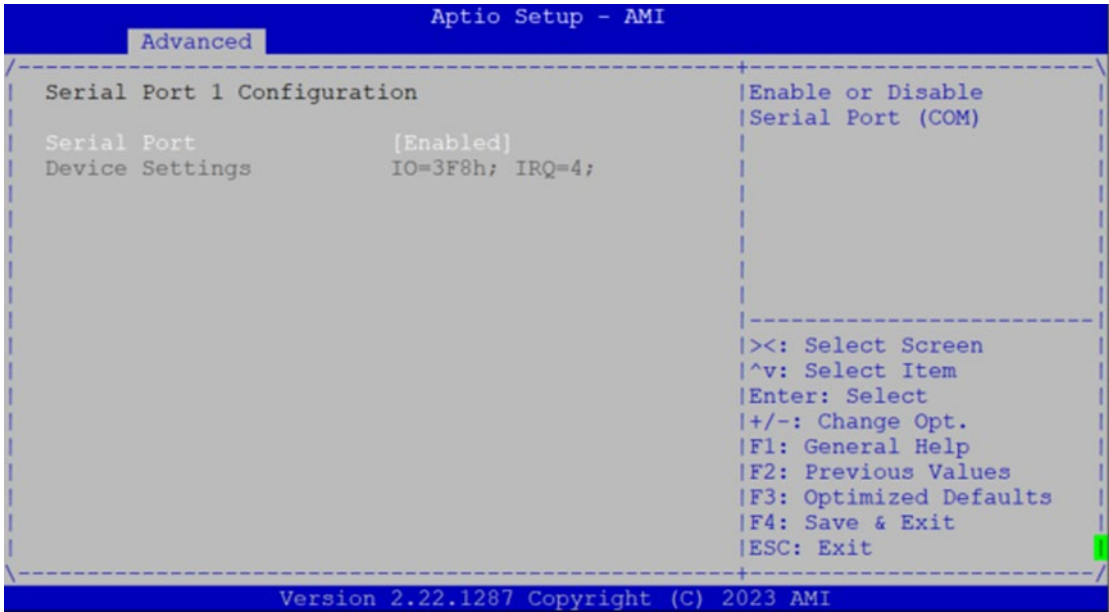 Aptio Setup - AMI
Advanced
Serial Port 1 Configuration
Serial Port [Enabled]
Device Settings IO=3F8h; IRQ=4;
Enable or Disable
Serial Port (COM)
><: Select Screen
^v: Select Item
Enter: Select
+/-: Change Opt.
F1: General Help
F2: Previous Values
F3: Optimized Defaults
F4: Save & Exit
ESC: Exit
Version 2.22.1287 Copyright (C) 2023 AMI